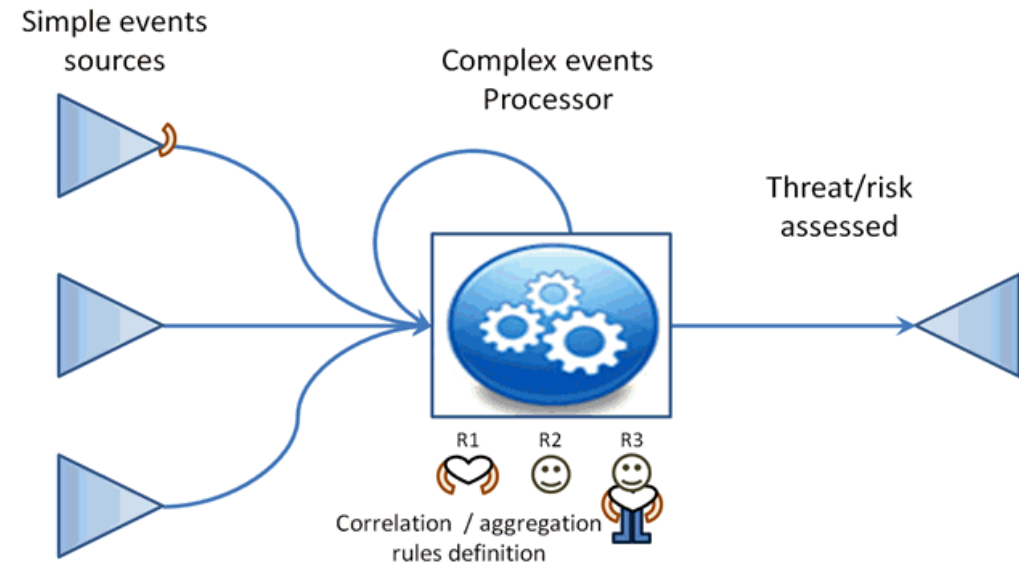 Simple events
sources
Complex events
Processor
Threat/risk
assessed
R1
R2
R3
Correlation / aggregation
rules definition